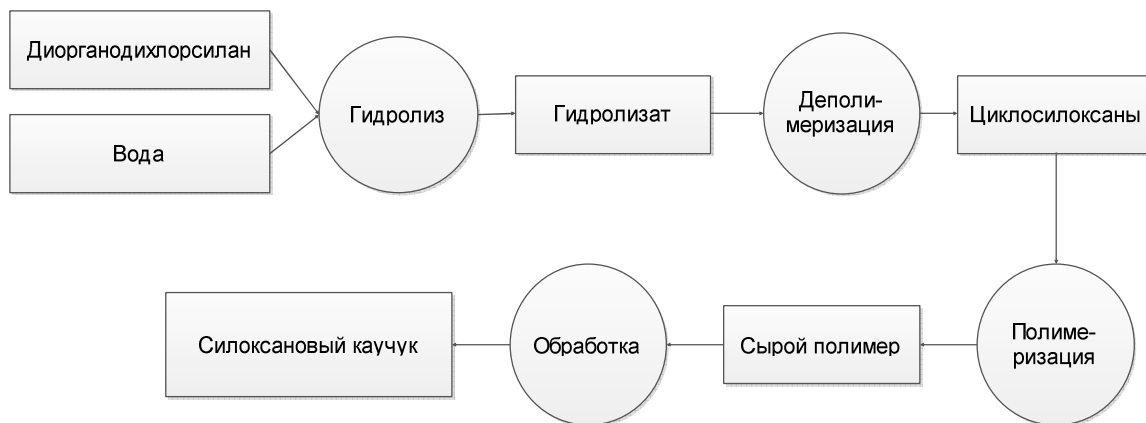 Диорганодихлорсилан
Вода
Гидролиз
Гидролизат
Деполи-
меризация
Циклосилоксаны
Полиме-
ризация
Сырой полимер
Обработка
Силоксановый каучук